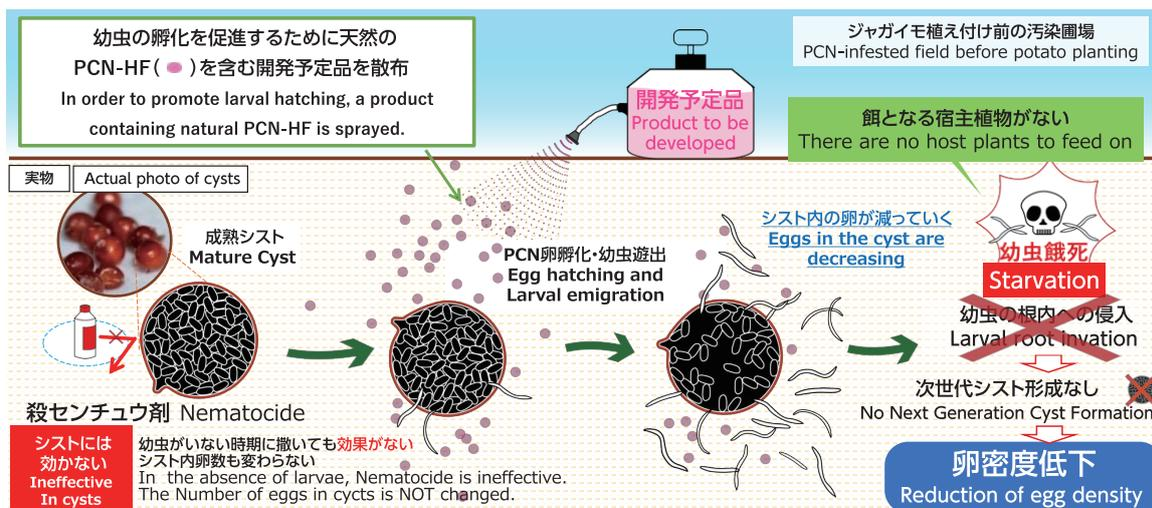 幼虫の孵化を促進するために天然の
PCN-HF( )を含む開発予定品を散布
In order to promote larval hatching, a product
containing natural PCN-HF is sprayed.
開発予定品
Product to be
developed
ジャガイモ植え付け前の汚染圃場
PCN-infested field before potato planting
餌となる宿主植物がない
There are no host plants to feed on
実物
Actual photo of cysts
成熟シスト
Mature Cyst
PCN卵孵化・幼虫遊出
Egg hatching and
Larval emigration
シスト内の卵が減っていく
Eggs in the cyst are
decreasing
幼虫餓死
Starvation
幼虫の根内への侵入
Larval root invation
次世代シスト形成なし
No Next Generation Cyst Formation
卵密度低下
Reduction of egg density
殺センチュウ剤 Nematocide
シストには
効かない
Ineffective
In cysts
幼虫がいない時期に撒いても効果がない
シスト内卵数も変わらない
In the absence of larvae, Nematocide is ineffective.
The Number of eggs in cycts is NOT changed.